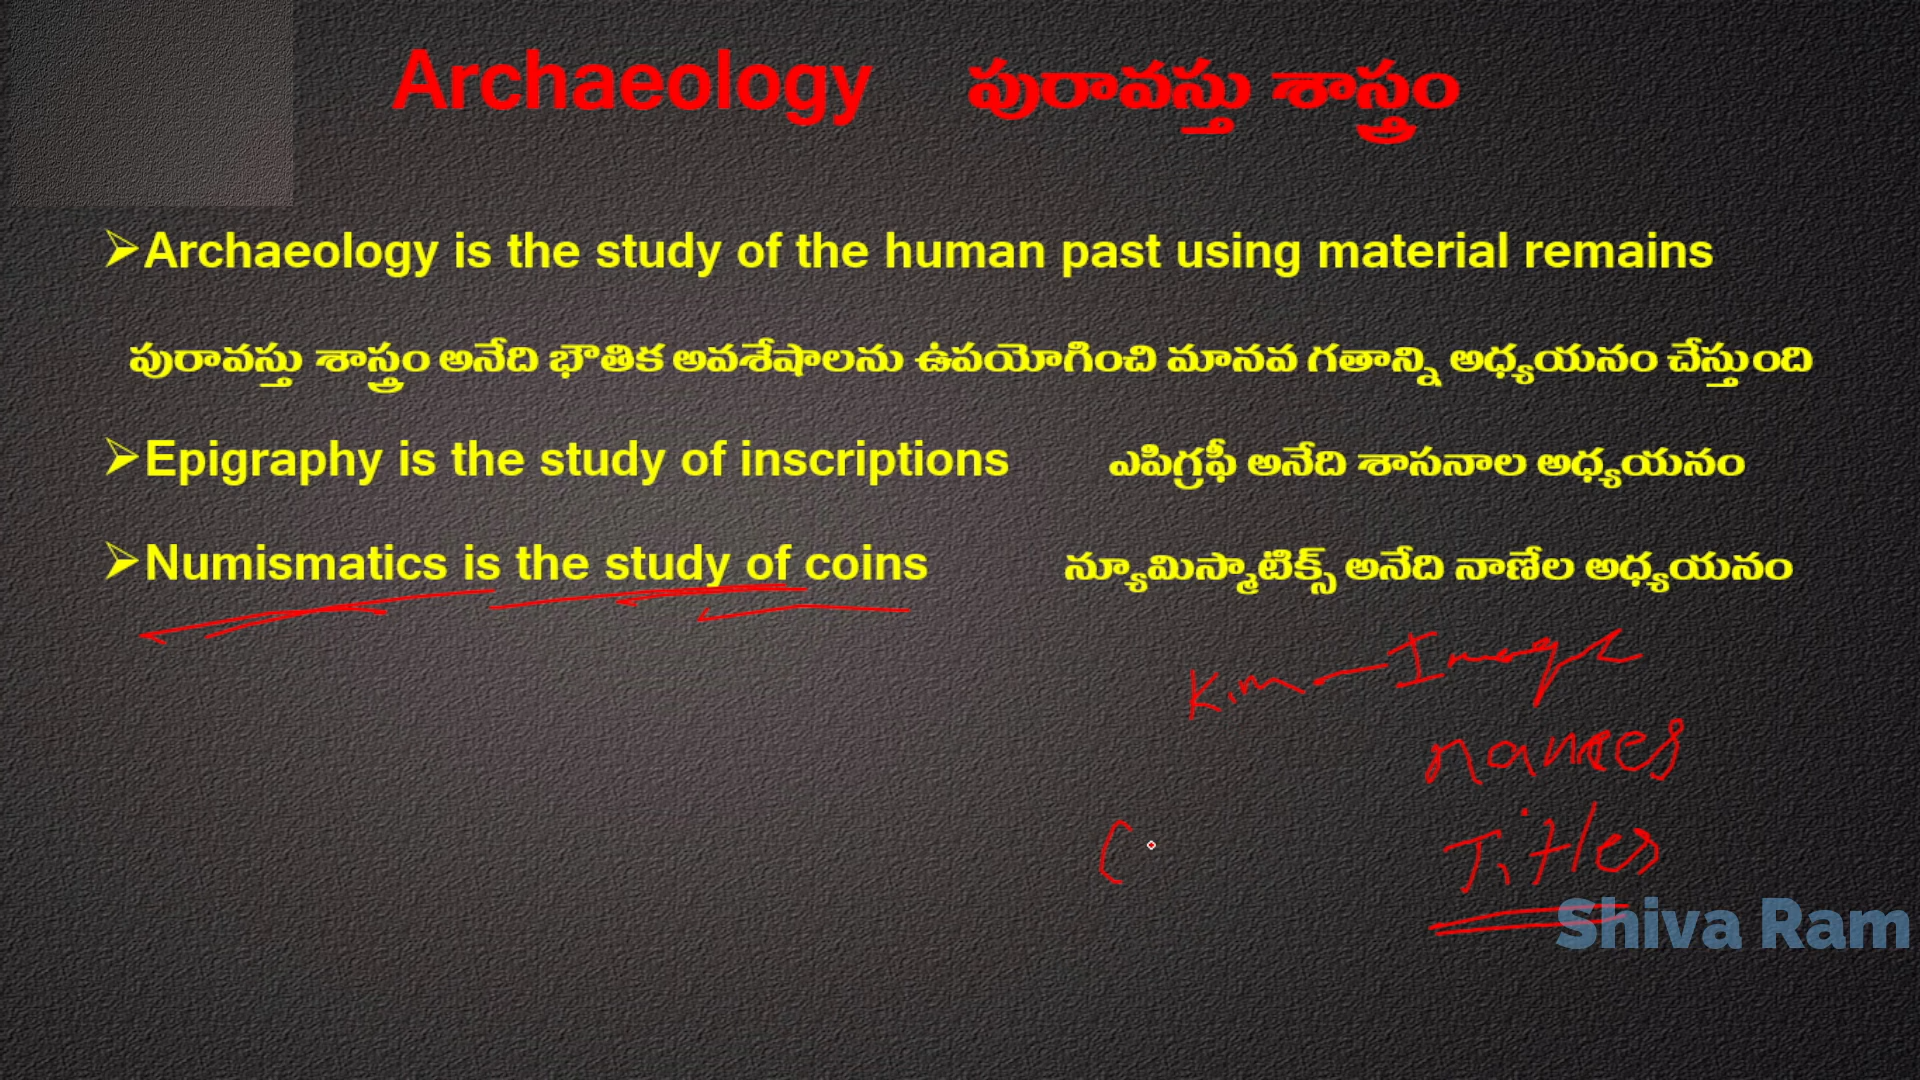 Archaeology పురావస్తు శాస్త్రం
➢Archaeology is the study of the human past using material remains
పురావస్తు శాస్త్రం అనేది భౌతిక అవశేషాలను ఉపయోగించి మానవ గతాన్ని అధ్యయనం చేస్తుంది
➢Epigraphy is the study of inscriptions ఎపిగ్రఫీ అనేది శాసనాల అధ్యయనం
➢Numismatics is the study of coins న్యూమిస్మాటిక్స్ అనేది నాణేల అధ్యయనం
Image
names
Titles
Shiva Ram